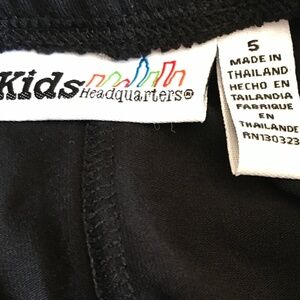 Kids
Headquarters®
5
MADE IN
THAILAND
HECHO EN
TAILANDIA
FABRIQUE
EN
THAILANDE
RN130323